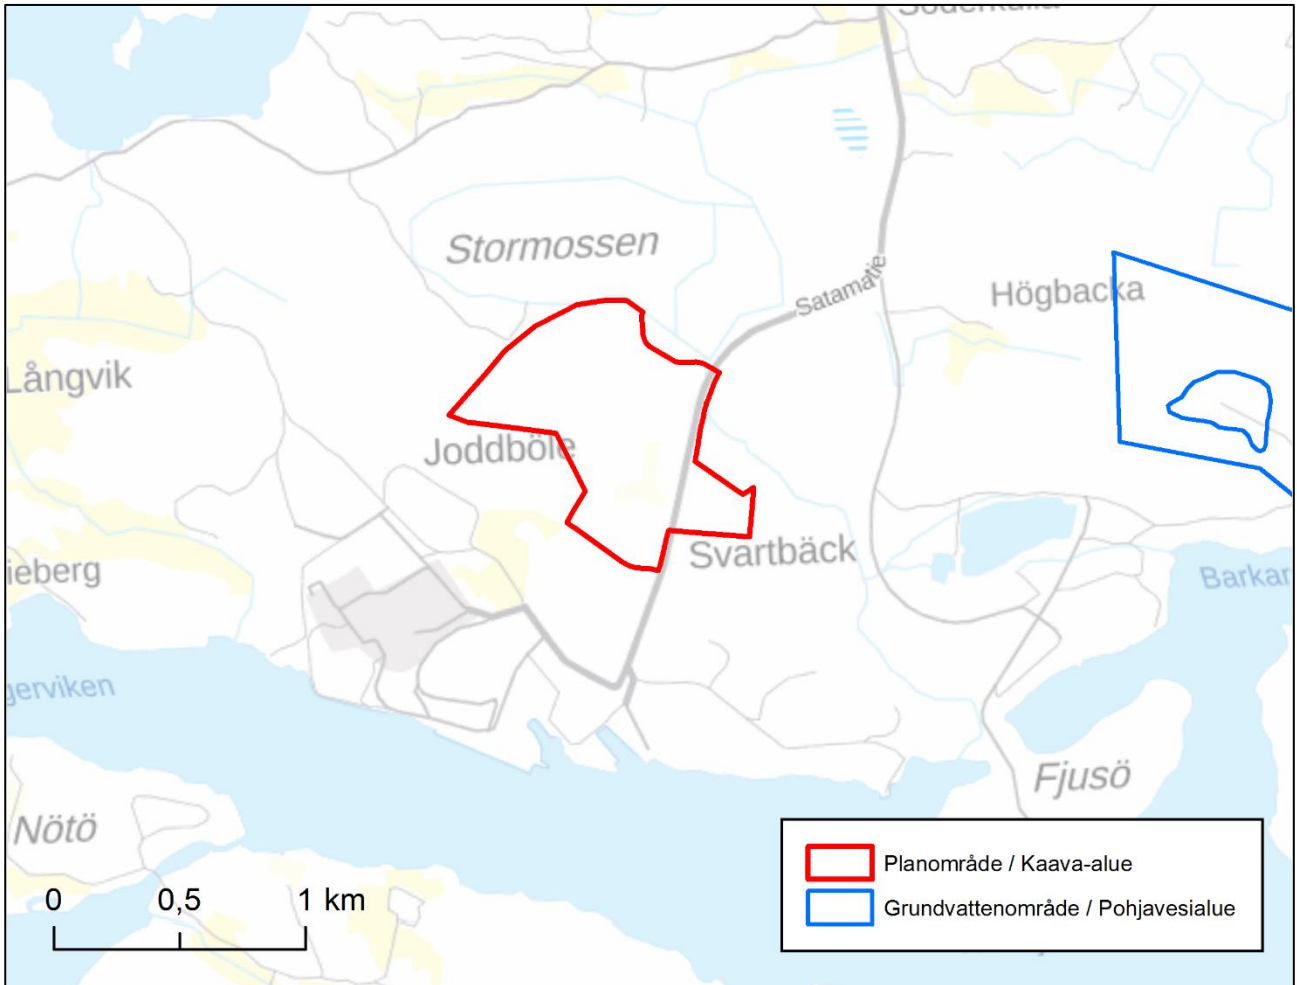 Söderkulla
Stormossen
Satamatie
Högbacka
Långvik
Joddböle
Svartbäck
ieberg
Barkar
gerviken
Fjusö
Nötö
0 0,5 1 km
Planområde / Kaava-alue
Grundvattenområde / Pohjavesialue